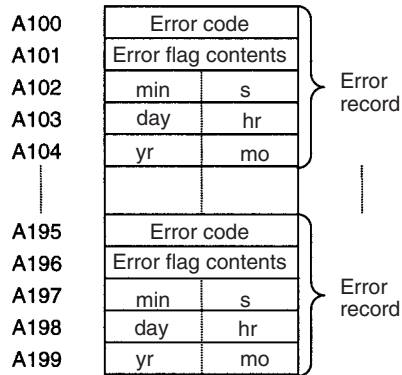 A100 Error code
A101 Error flag contents
A102 min s
A103 day hr
A104 yr mo
Error
record
A195 Error code
A196 Error flag contents
A197 min s
A198 day hr
A199 yr mo
Error
record